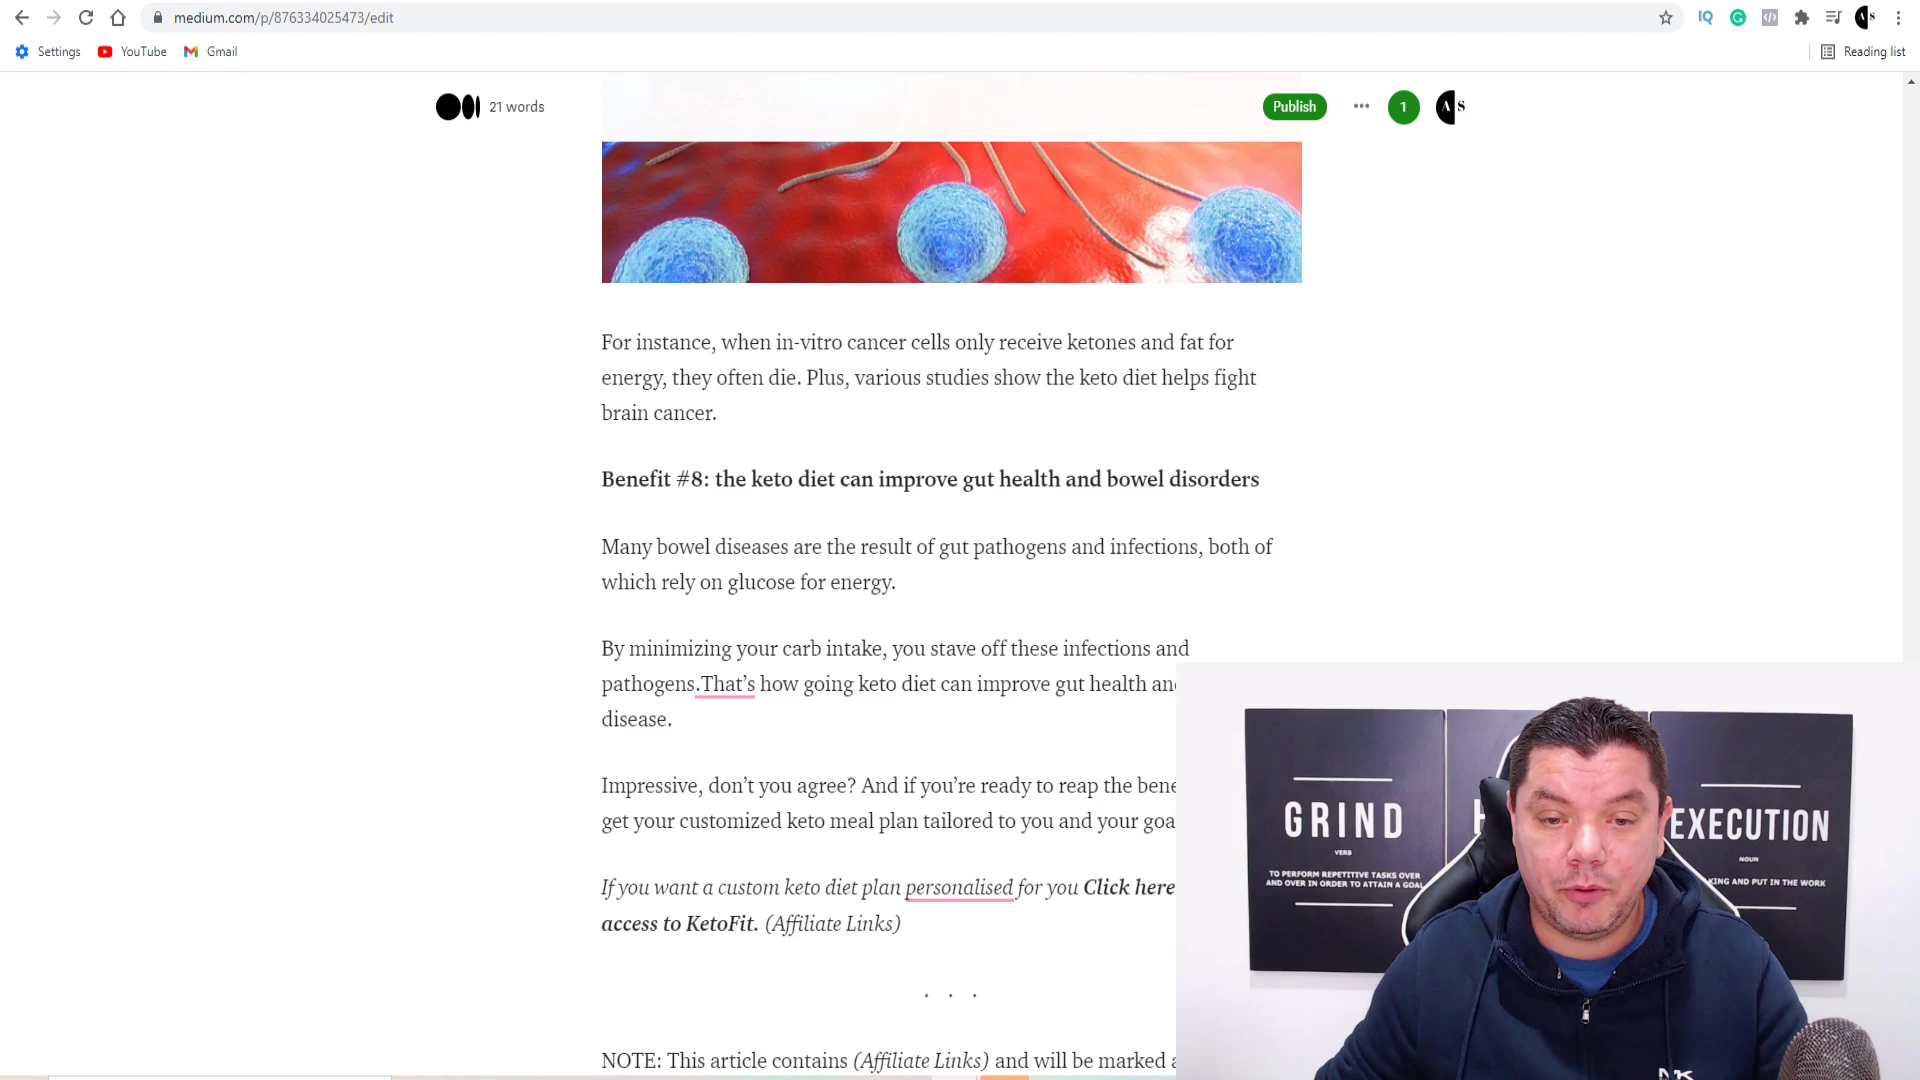 medium.com/p/876334025473/edit
Settings
YouTube
Gmail
Reading list
21 words
Publish
1
A S
For instance, when in-vitro cancer cells only receive ketones and fat for
energy, they often die. Plus, various studies show the keto diet helps fight
brain cancer.
Benefit #8: the keto diet can improve gut health and bowel disorders
Many bowel diseases are the result of gut pathogens and infections, both of
which rely on glucose for energy.
By minimizing your carb intake, you stave off these infections and
pathogens.That’s how going keto diet can improve gut health an
disease.
Impressive, don’t you agree? And if you’re ready to reap the bene
get your customized keto meal plan tailored to you and your goa
If you want a custom keto diet plan personalised for you Click here
access to KetoFit. (Affiliate Links)
. . .
NOTE: This article contains (Affiliate Links) and will be marked a
GRIND
VERB
TO PERFORM REPETITIVE TASKS OVER
AND OVER IN ORDER TO ATTAIN A GOAL
H
EXECUTION
NOUN
KING AND PUT IN THE WORK